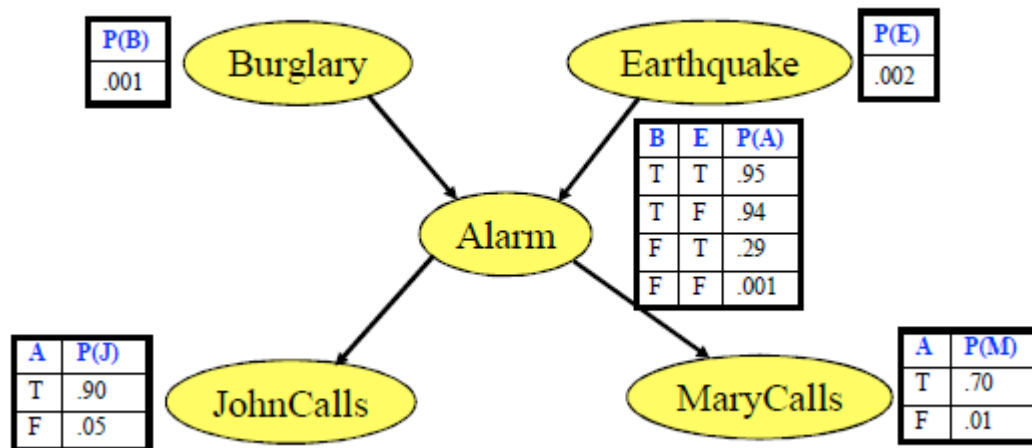 P(B)
.001
Burglary
Earthquake
P(E)
.002
B E P(A)
T T .95
T F .94
F T .29
F F .001
Alarm
A P(J)
T .90
F .05
JohnCalls
MaryCalls
A P(M)
T .70
F .01